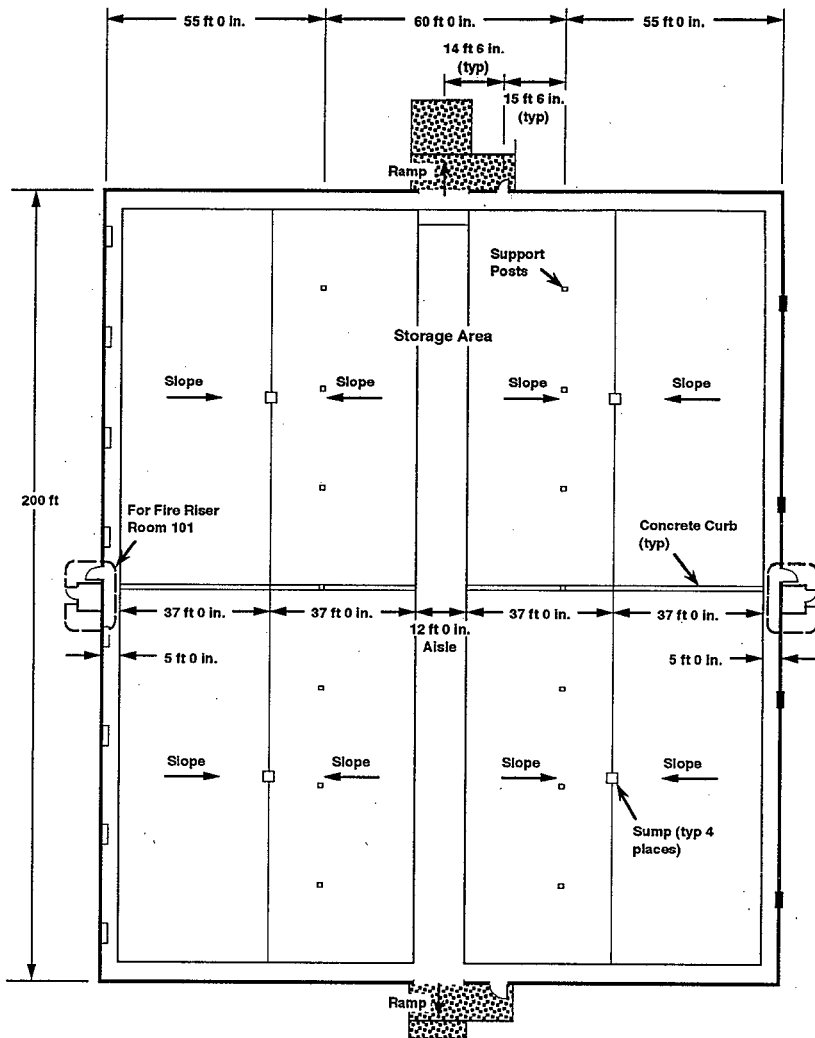 55 ft 0 in.
60 ft 0 in.
55 ft 0 in.
14 ft 6 in.
(typ)
15 ft 6 in.
(typ)
Ramp
Support
Posts
Storage Area
Slope
Slope
Slope
Slope
200 ft
For Fire Riser
Room 101
Concrete Curb
(typ)
37 ft 0 in.
37 ft 0 in.
12 ft 0 in.
Aisle
37 ft 0 in.
37 ft 0 in.
5 ft 0 in.
5 ft 0 in.
Slope
Slope
Slope
Slope
Sump (typ 4
places)
Ramp